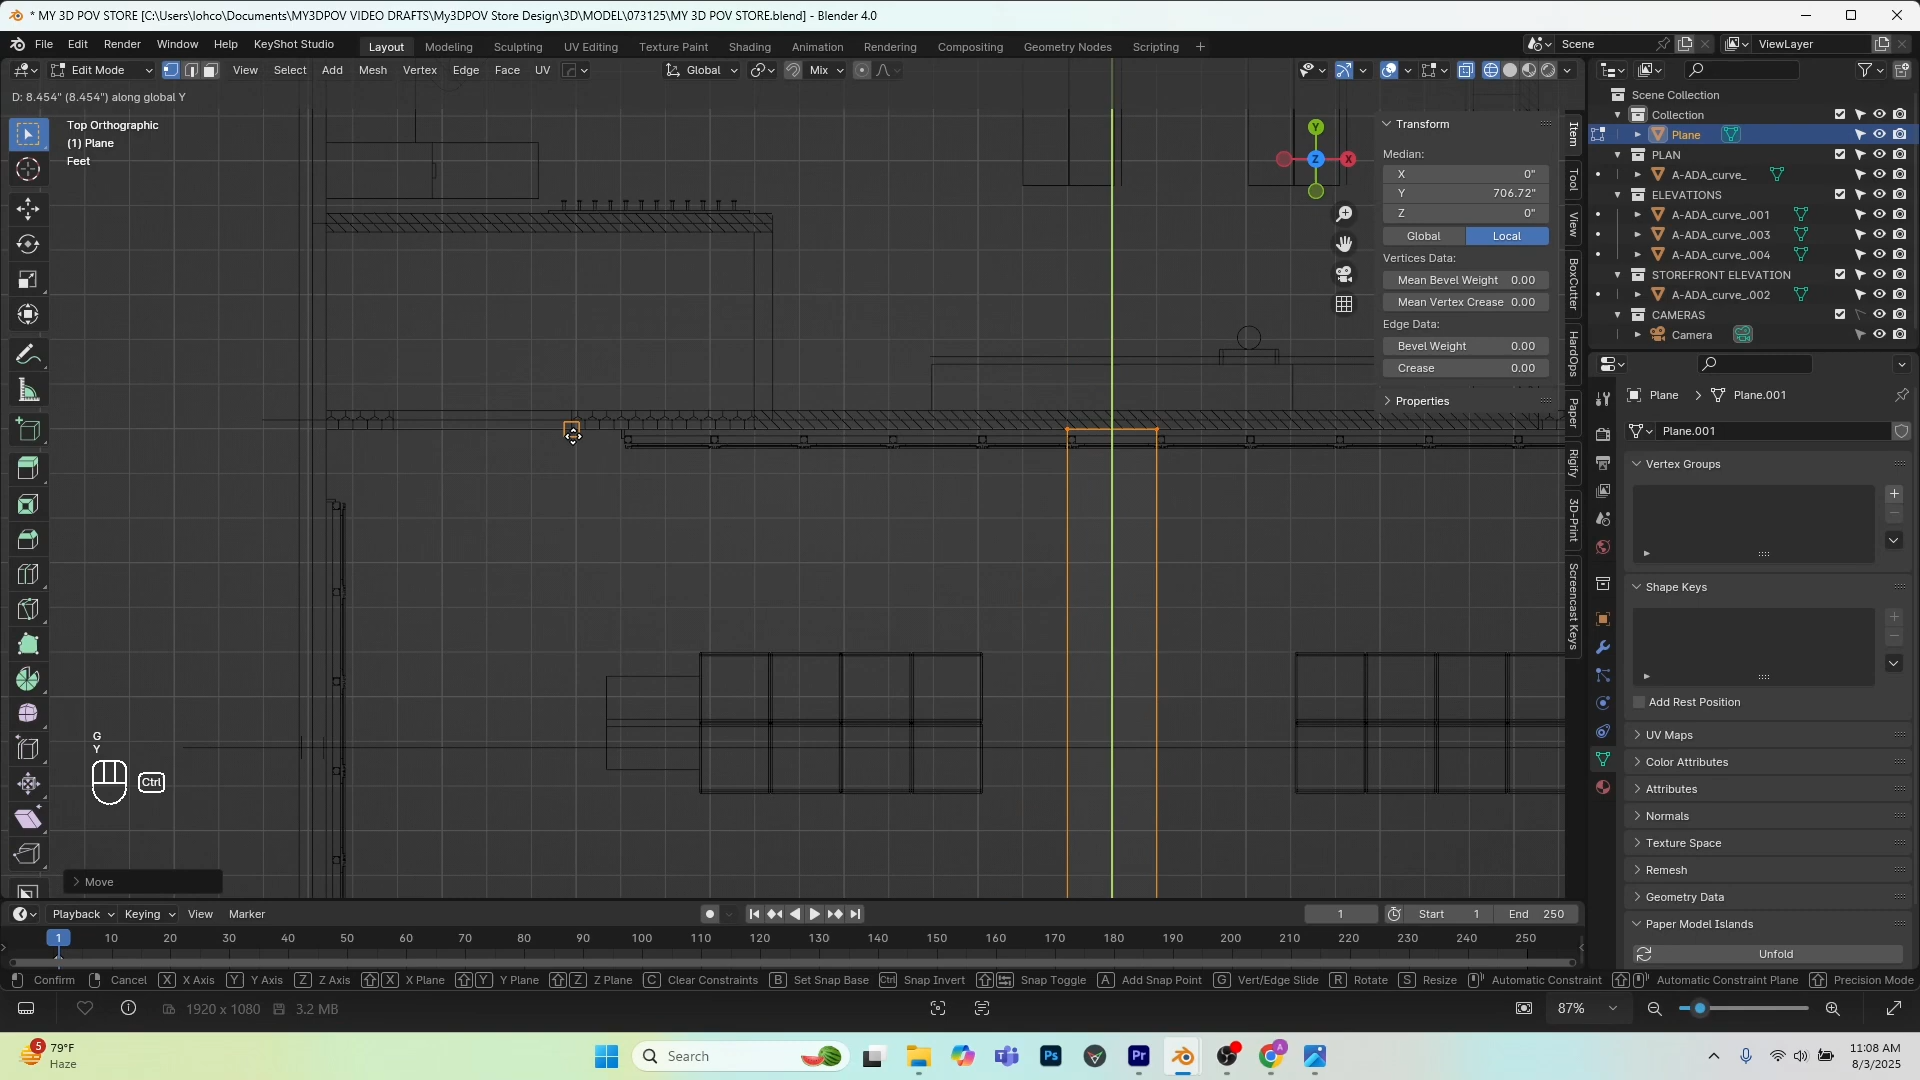 * MY 3D POV STORE [C:\Users\lohco\Documents\MY3DPOV VIDEO DRAFTS\My3DPOV Store Design\3D\MODEL\073125\MY 3D POV STORE.blend] - Blender 4.0
File Edit Render Window Help KeyShot Studio Layout Modeling Sculpting UV Editing Texture Paint Shading Animation Rendering Compositing Geometry Nodes Scripting + Scene ViewLayer
Edit Mode View Select Add Mesh Vertex Edge Face UV Global Mix
D: 8.454" (8.454") along global Y
Top Orthographic
(1) Plane
Feet
Y
Z
X
Transform
Median:
X 0"
Y 706.72"
Z 0"
Global Local
Vertices Data:
Mean Bevel Weight 0.00
Mean Vertex Crease 0.00
Edge Data:
Bevel Weight 0.00
Crease 0.00
Properties
Item
Tool
View
BoxCutter
HardOps
Paper
Rigify
3D-Print
Screencast Keys
Scene Collection
Collection
Plane
PLAN
A-ADA_curve_
ELEVATIONS
A-ADA_curve_.001
A-ADA_curve_.003
A-ADA_curve_.004
STOREFRONT ELEVATION
A-ADA_curve_.002
CAMERAS
Camera
Plane Plane.001
Plane.001
Vertex Groups
Shape Keys
Add Rest Position
UV Maps
Color Attributes
Attributes
Normals
Texture Space
Remesh
Geometry Data
Paper Model Islands
Unfold
G
Y
Ctrl
Move
Playback Keying View Marker 1 Start 1 End 250
1 10 20 30 40 50 60 70 80 90 100 110 120 130 140 150 160 170 180 190 200 210 220 230 240 250
Confirm Cancel X X Axis Y Y Axis Z Z Axis X X Plane Y Y Plane Z Z Plane C Clear Constraints B Set Snap Base Ctrl Snap Invert Snap Toggle A Add Snap Point G Vert/Edge Slide R Rotate S Resize Automatic Constraint Automatic Constraint Plane Precision Mode
1920 x 1080 3.2 MB 87%
5
79°F
Haze
Search
Ps
Pr
A
11:08 AM
8/3/2025